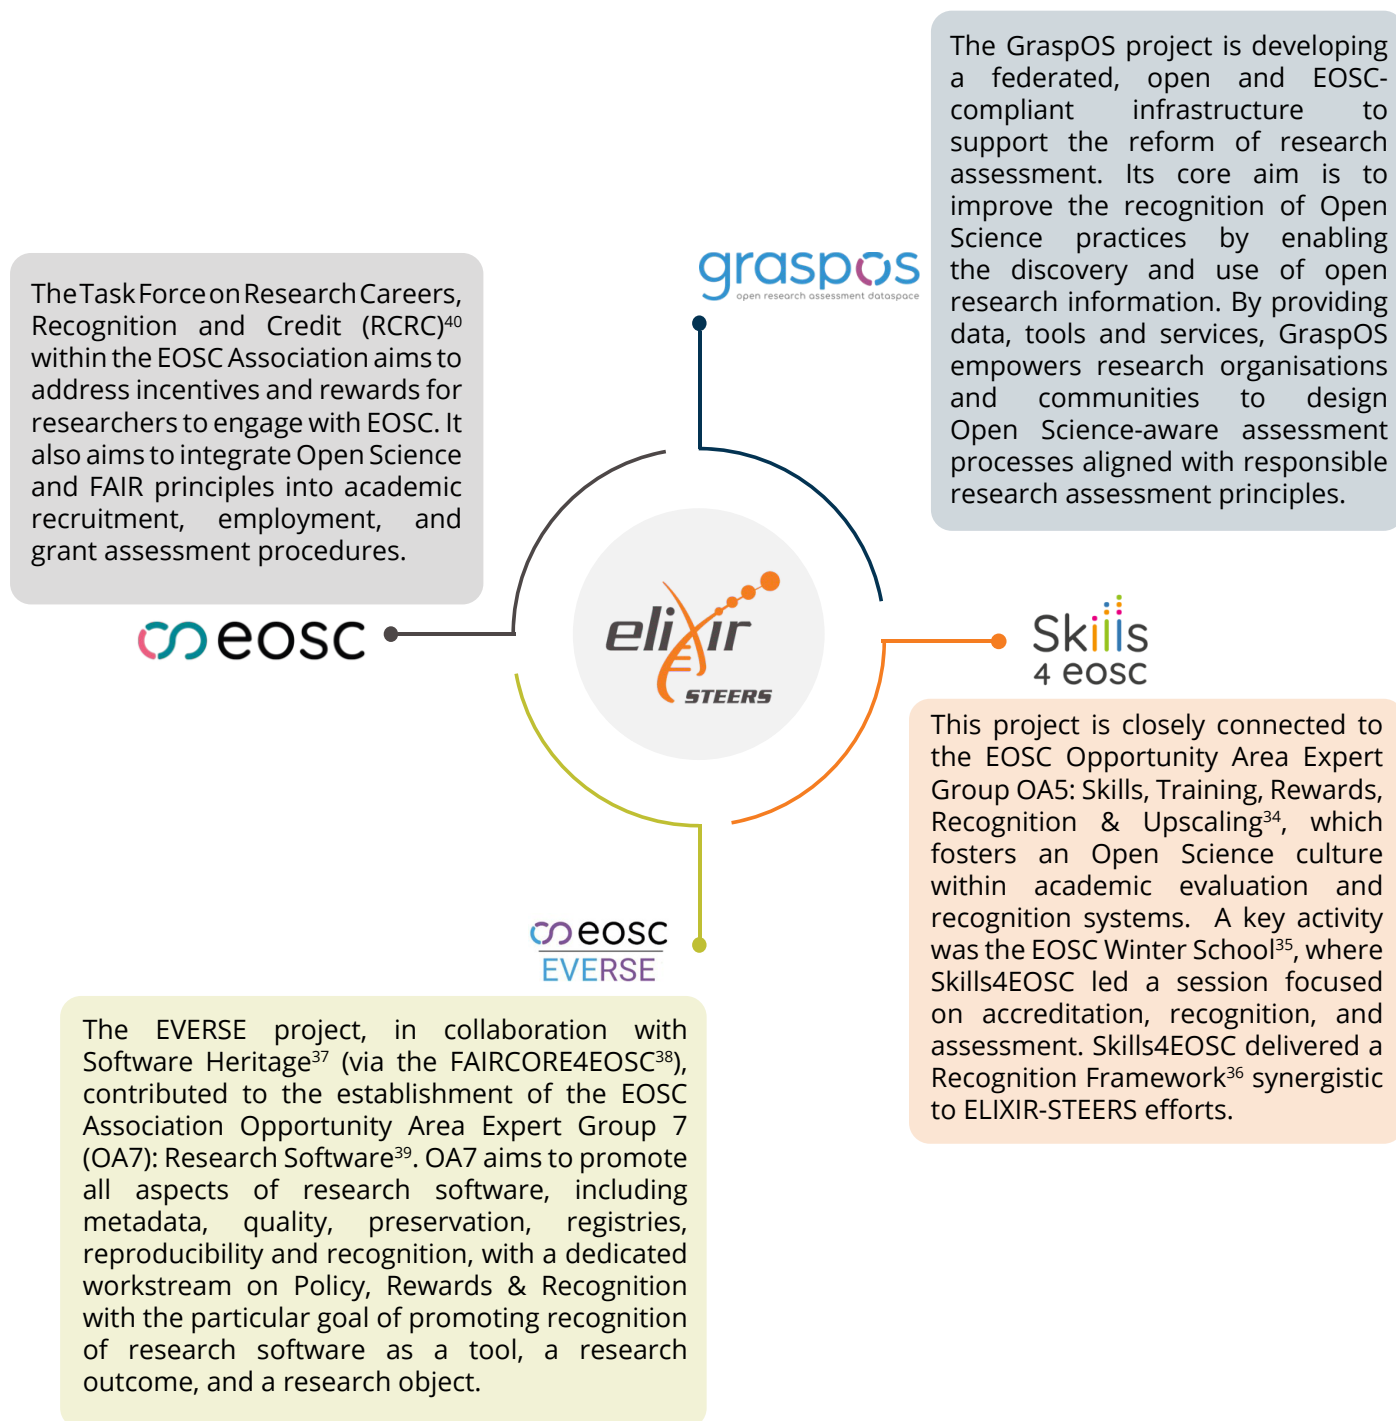 The GraspOS project is developing
a federated, open and EOSC-
compliant infrastructure to
support the reform of research
assessment. Its core aim is to
improve the recognition of Open
Science practices by enabling
the discovery and use of open
research information. By providing
data, tools and services, GraspOS
empowers research organisations
and communities to design
Open Science-aware assessment
processes aligned with responsible
research assessment principles.
graspos
open research assessment dataspace
The Task Force on Research Careers,
Recognition and Credit (RCRC)⁴⁰
within the EOSC Association aims to
address incentives and rewards for
researchers to engage with EOSC. It
also aims to integrate Open Science
and FAIR principles into academic
recruitment, employment, and
grant assessment procedures.
eosc
elixir
STEERS
Skills
4 eosc
This project is closely connected to
the EOSC Opportunity Area Expert
Group OA5: Skills, Training, Rewards,
Recognition & Upscaling³⁴, which
fosters an Open Science culture
within academic evaluation and
recognition systems. A key activity
was the EOSC Winter School³⁵, where
Skills4EOSC led a session focused
on accreditation, recognition, and
assessment. Skills4EOSC delivered a
Recognition Framework³⁶ synergistic
to ELIXIR-STEERS efforts.
eosc
EVERSE
The EVERSE project, in collaboration with
Software Heritage³⁷ (via the FAIRCORE4EOSC³⁸),
contributed to the establishment of the EOSC
Association Opportunity Area Expert Group 7
(OA7): Research Software³⁹. OA7 aims to promote
all aspects of research software, including
metadata, quality, preservation, registries,
reproducibility and recognition, with a dedicated
workstream on Policy, Rewards & Recognition
with the particular goal of promoting recognition
of research software as a tool, a research
outcome, and a research object.